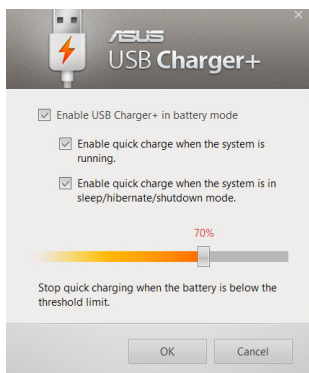 ASUS
USB Charger+
Enable USB Charger+ in battery mode
Enable quick charge when the system is
running.
Enable quick charge when the system is in
sleep/hibernate/shutdown mode.
70%
Stop quick charging when the battery is below the
threshold limit.
OK
Cancel